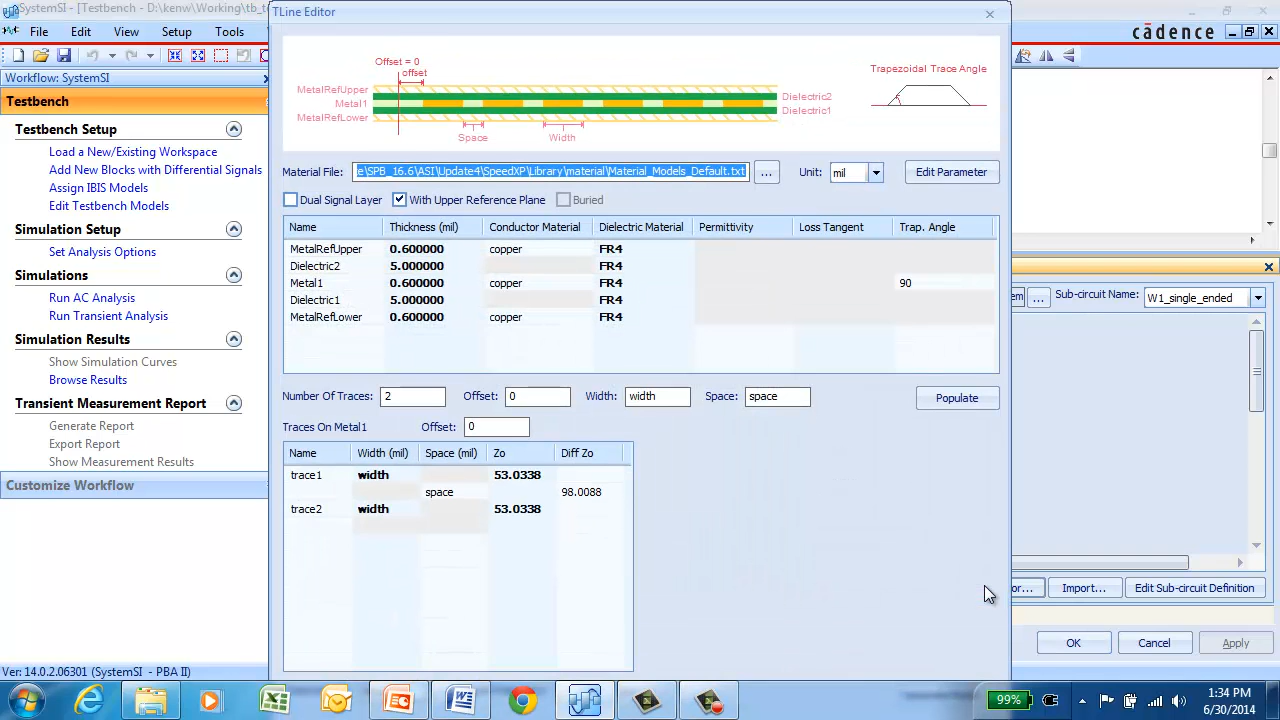 SystemSI - [Testbench - D:\kenw\Working\tb_t
TLine Editor
File Edit View Setup Tools
cadence
Workflow: SystemSI
Testbench
Testbench Setup
Load a New/Existing Workspace
Add New Blocks with Differential Signals
Assign IBIS Models
Edit Testbench Models
Simulation Setup
Set Analysis Options
Simulations
Run AC Analysis
Run Transient Analysis
Simulation Results
Show Simulation Curves
Browse Results
Transient Measurement Report
Generate Report
Export Report
Show Measurement Results
Customize Workflow
Offset = 0
offset
MetalRefUpper
Metal1
MetalRefLower
Dielectric2
Dielectric1
Space
Width
Trapezoidal Trace Angle
Material File: e\SPB_16.6\ASI\Update4\SpeedXP\Library\material\Material_Models_Default.txt ... Unit: mil Edit Parameter
Dual Signal Layer With Upper Reference Plane Buried
Name Thickness (mil) Conductor Material Dielectric Material Permittivity Loss Tangent Trap. Angle
MetalRefUpper 0.600000 copper FR4
Dielectric2 5.000000 FR4
Metal1 0.600000 copper FR4 90
Dielectric1 5.000000 FR4
MetalRefLower 0.600000 copper FR4
Number Of Traces: 2 Offset: 0 Width: width Space: space Populate
Traces On Metal1 Offset: 0
Name Width (mil) Space (mil) Zo Diff Zo
trace1 width 53.0338
space 98.0088
trace2 width 53.0338
... Sub-circuit Name: W1_single_ended
or... Import... Edit Sub-circuit Definition
OK Cancel Apply
Ver: 14.0.2.06301 (SystemSI - PBA II)
99%
1:34 PM
6/30/2014